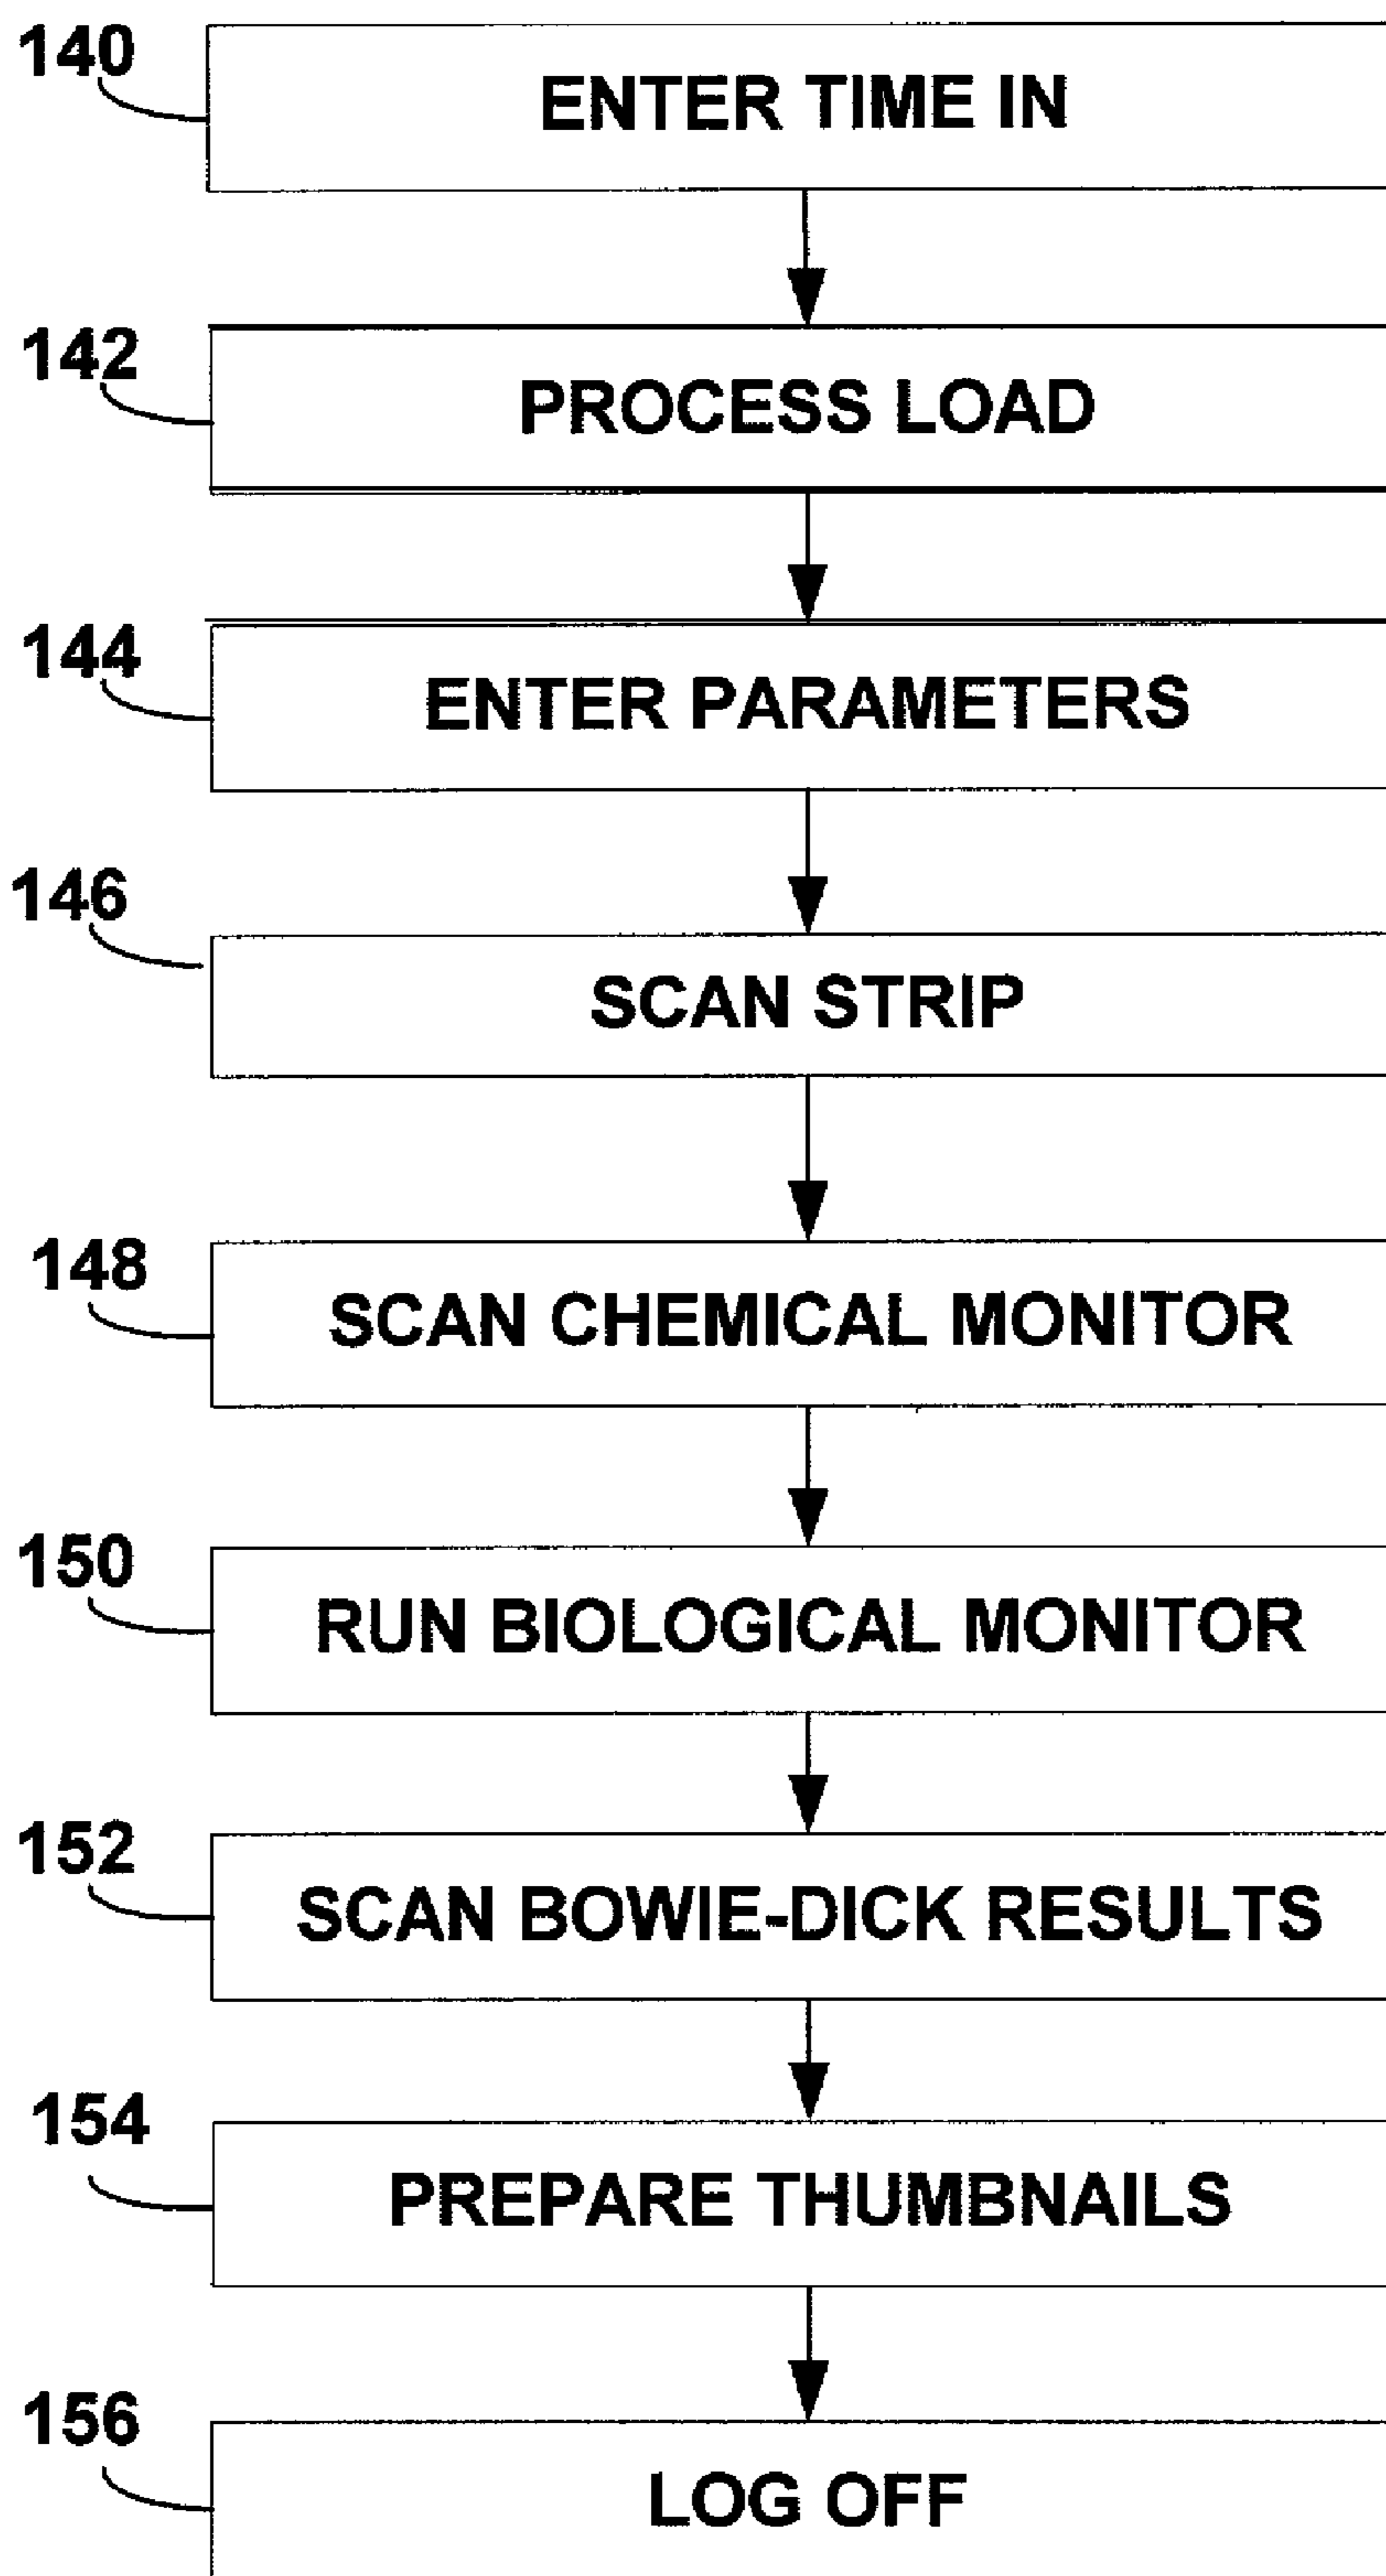 140
ENTER TIME IN
142
PROCESS LOAD
144
ENTER PARAMETERS
146
SCAN STRIP
148
SCAN CHEMICAL MONITOR
150
RUN BIOLOGICAL MONITOR
152
SCAN BOWIE-DICK RESULTS
154
PREPARE THUMBNAILS
156
LOG OFF